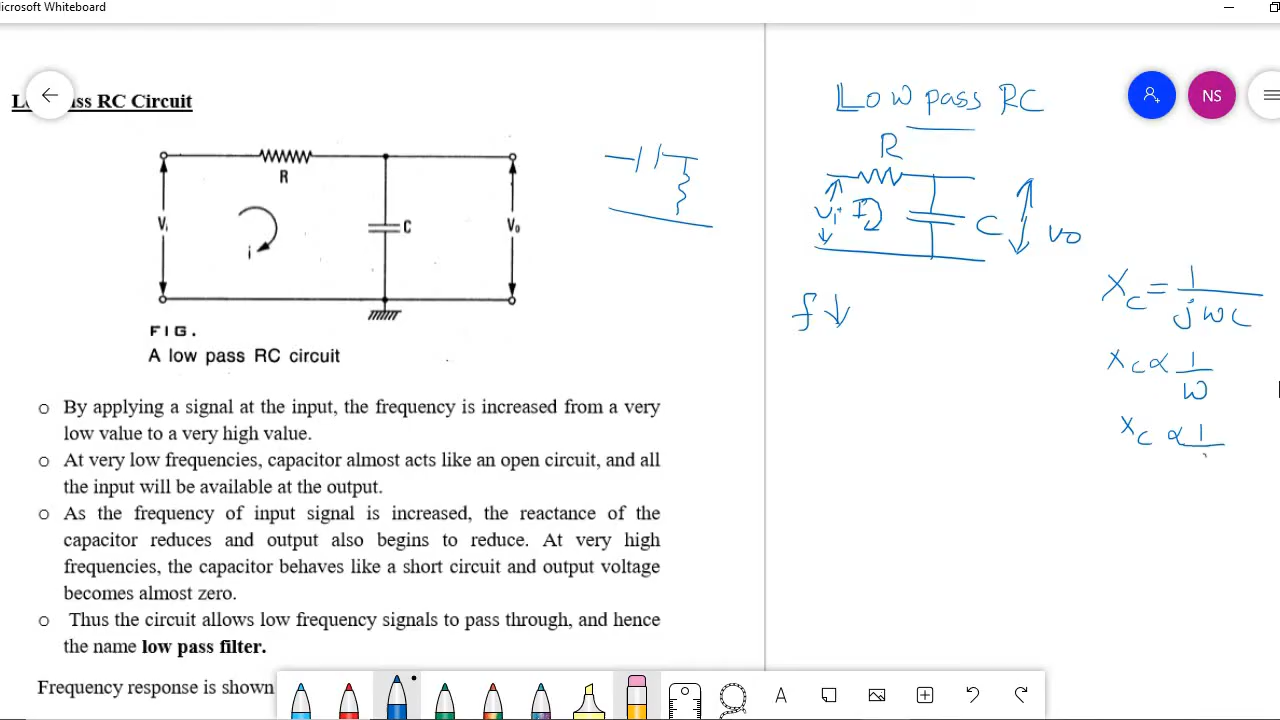 icrosoft Whiteboard
ss RC Circuit
R
Vi
i
C
Vo
FIG.
A low pass RC circuit
o By applying a signal at the input, the frequency is increased from a very
low value to a very high value.
o At very low frequencies, capacitor almost acts like an open circuit, and all
the input will be available at the output.
o As the frequency of input signal is increased, the reactance of the
capacitor reduces and output also begins to reduce. At very high
frequencies, the capacitor behaves like a short circuit and output voltage
becomes almost zero.
o Thus the circuit allows low frequency signals to pass through, and hence
the name low pass filter.
Frequency response is shown
Low pass RC
R
Vi
C
Vo
f ↓
Xc = 1/jωC
Xc ∝ 1/ω
Xc ∝ 1
NS
A